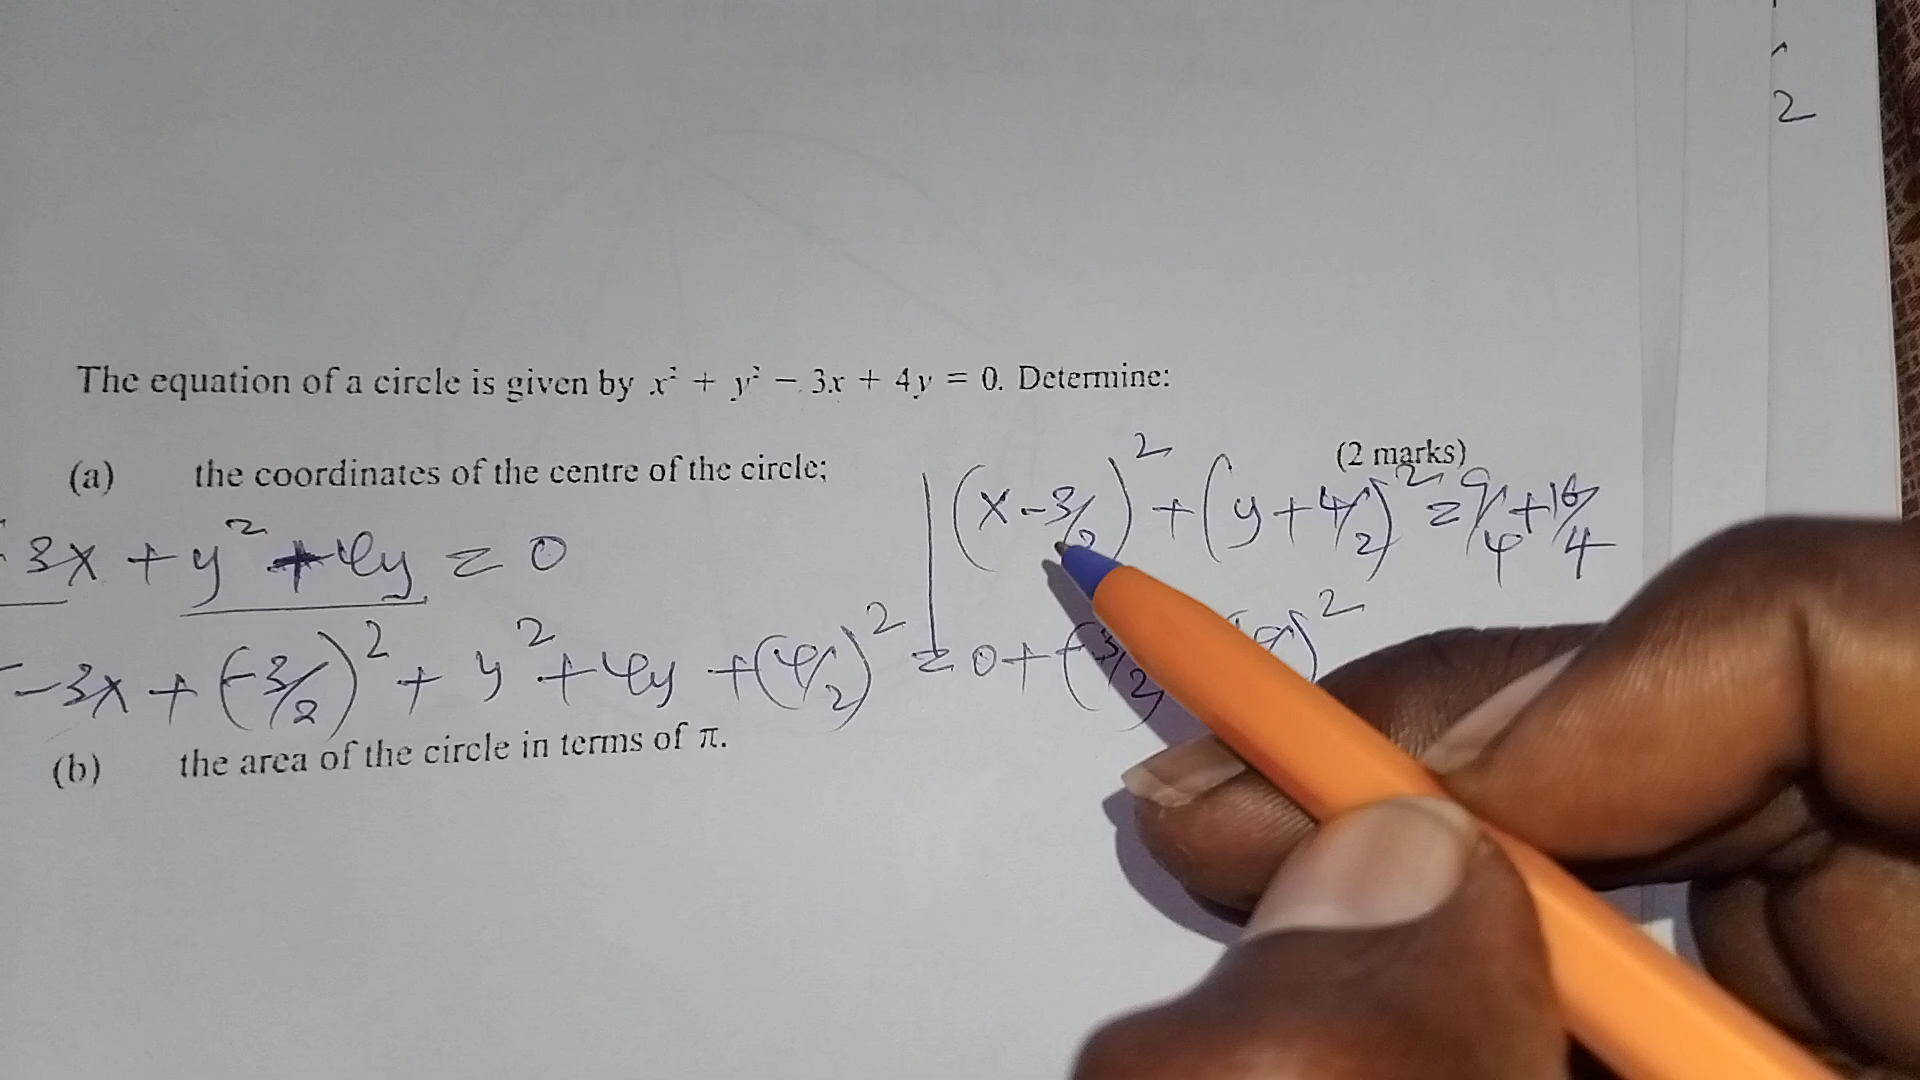 2
The equation of a circle is given by x² + y² − 3x + 4y = 0. Determine:
(a) the coordinates of the centre of the circle; (2 marks)
(x - 3/2)² + (y + 4/2)² = 9/4 + 16/4
- 3x + y² + 4y = 0
- 3x + (-3/2)² + y² + 4y + (4/2)² = 0 + (-3/2)
(b) the area of the circle in terms of π.